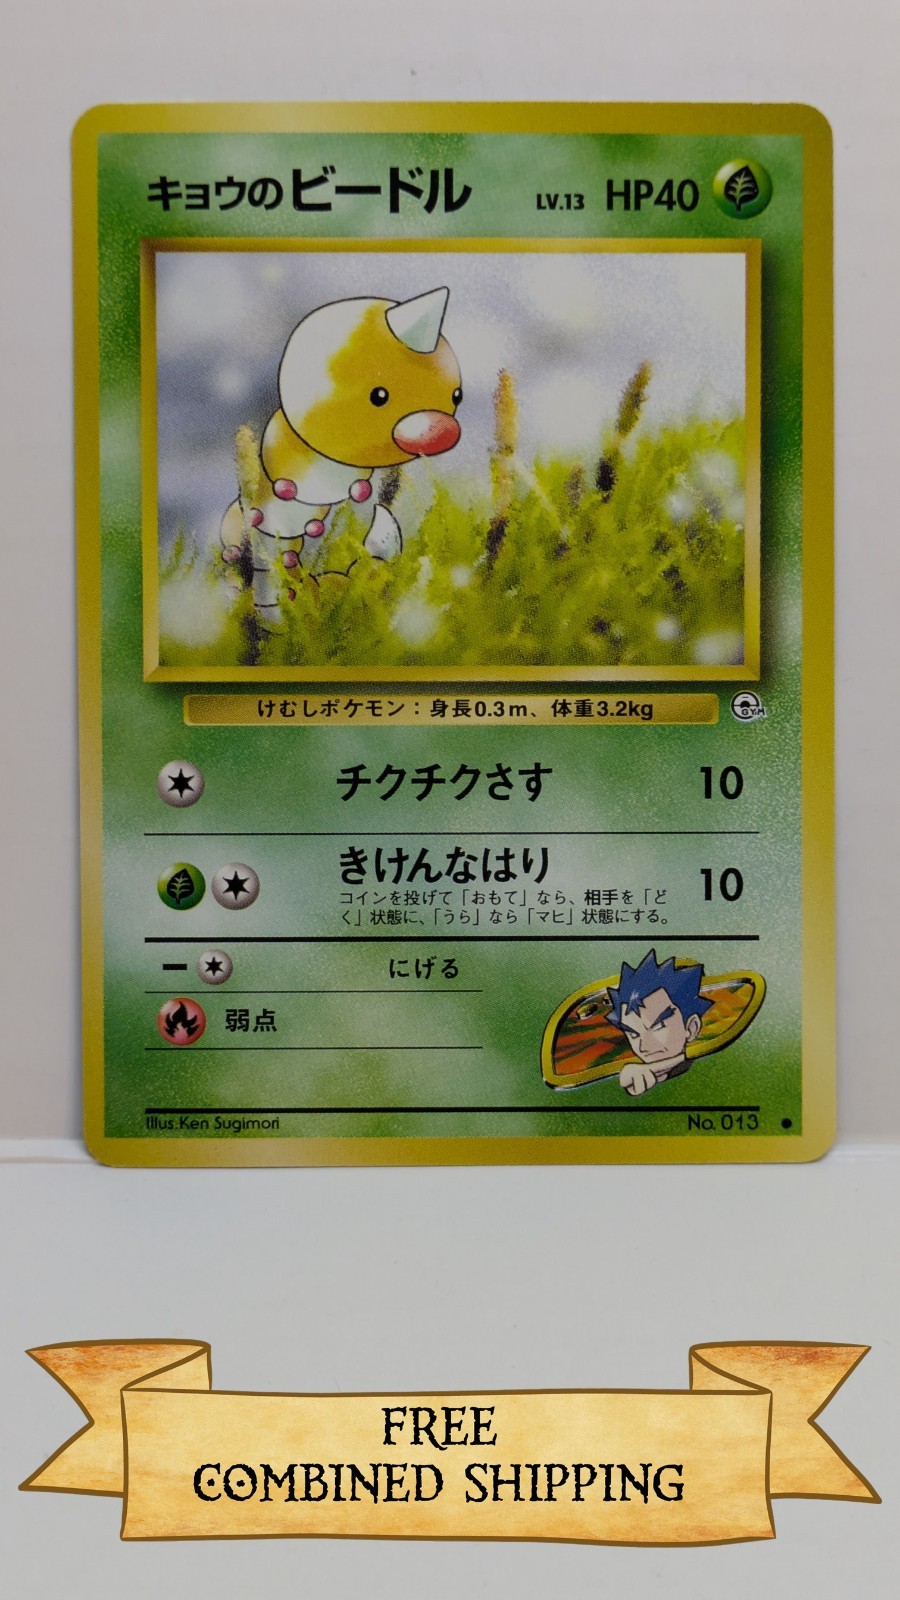 キョウのビードル LV.13 HP40
けむしポケモン：身長0.3m、体重3.2kg
GYM
チクチクさす 10
きけんなはり 10
コインを投げて「おもて」なら、相手を「ど
く」状態に、「うら」なら「マヒ」状態にする。
にげる
弱点
Illus.Ken Sugimori No. 013
FREE
COMBINED SHIPPING